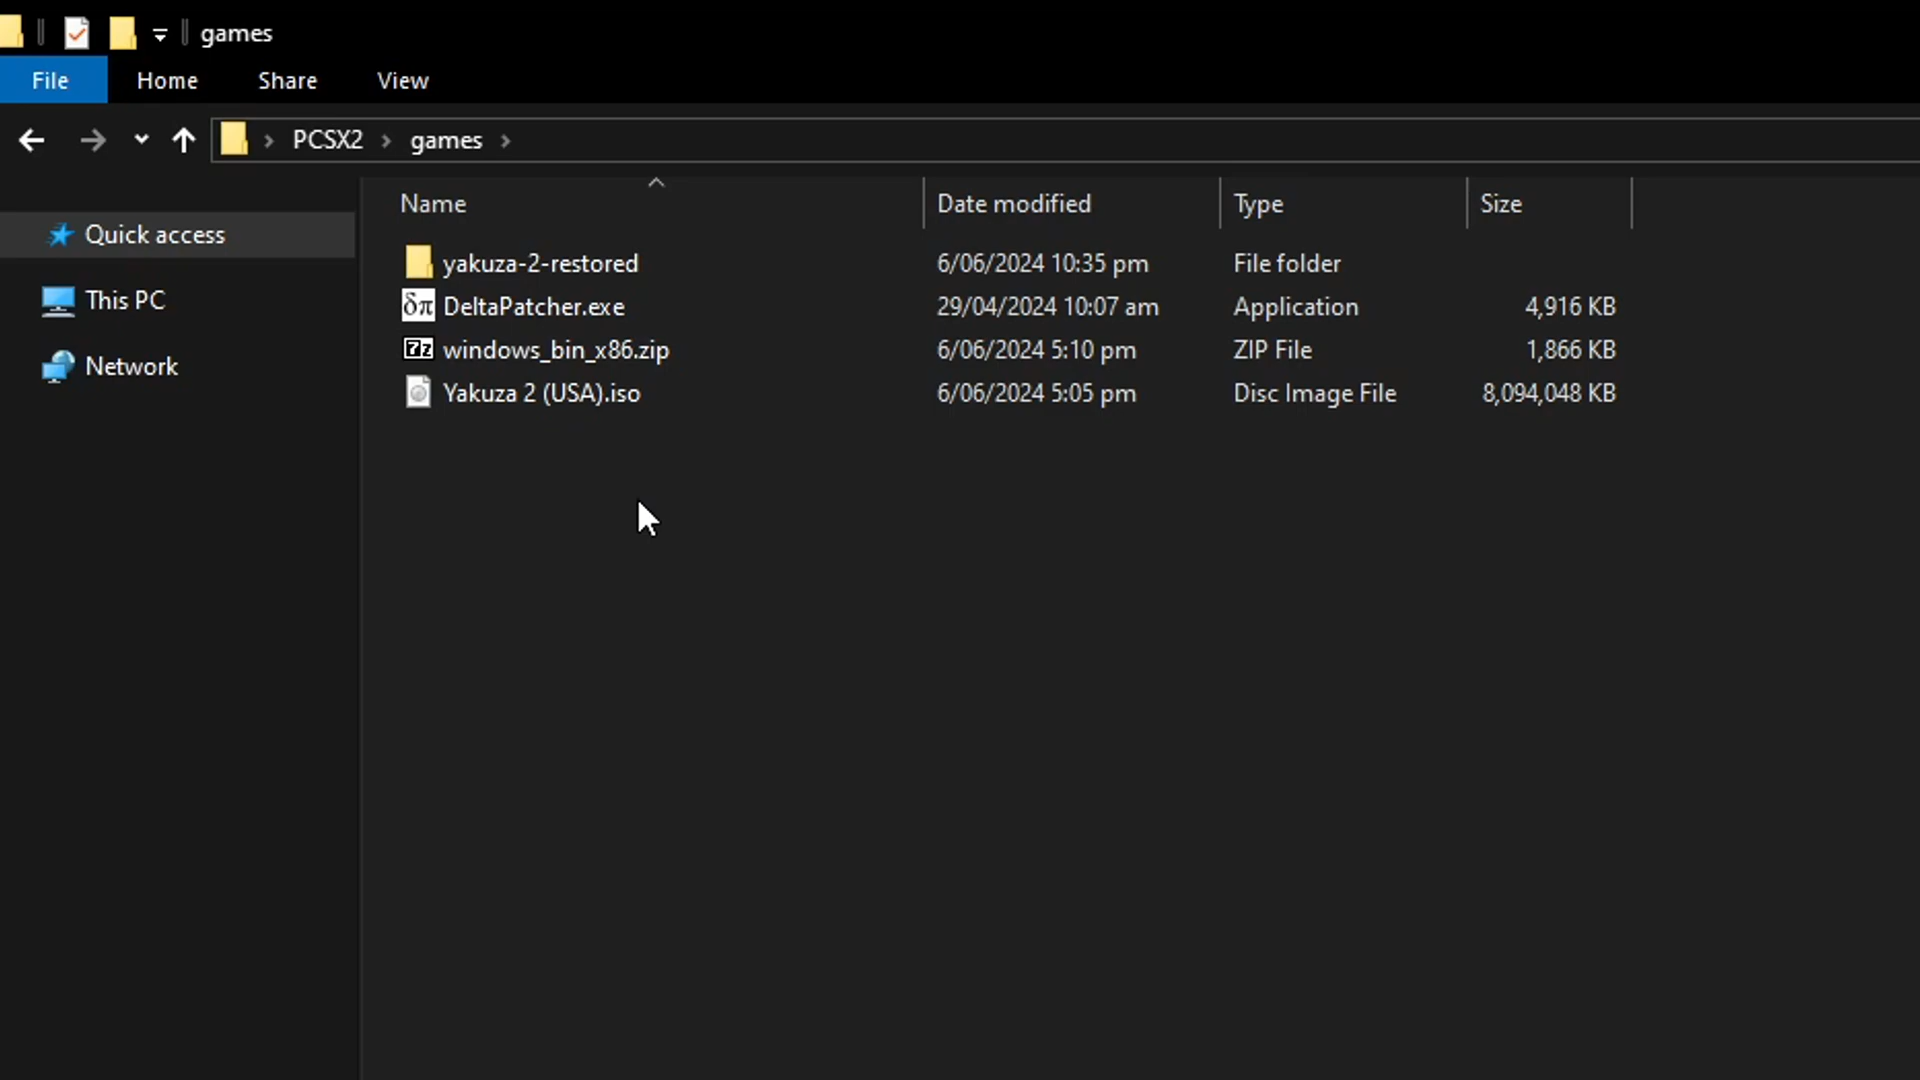 games
File Home Share View
PCSX2 games
Name Date modified Type Size
Quick access
This PC
Network
yakuza-2-restored 6/06/2024 10:35 pm File folder
δπ DeltaPatcher.exe 29/04/2024 10:07 am Application 4,916 KB
7z windows_bin_x86.zip 6/06/2024 5:10 pm ZIP File 1,866 KB
Yakuza 2 (USA).iso 6/06/2024 5:05 pm Disc Image File 8,094,048 KB